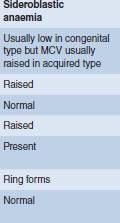 Sideroblastic
anaemia
Usually low in congenital
type but MCV usually
raised in acquired type
Raised
Normal
Raised
Present
Ring forms
Normal